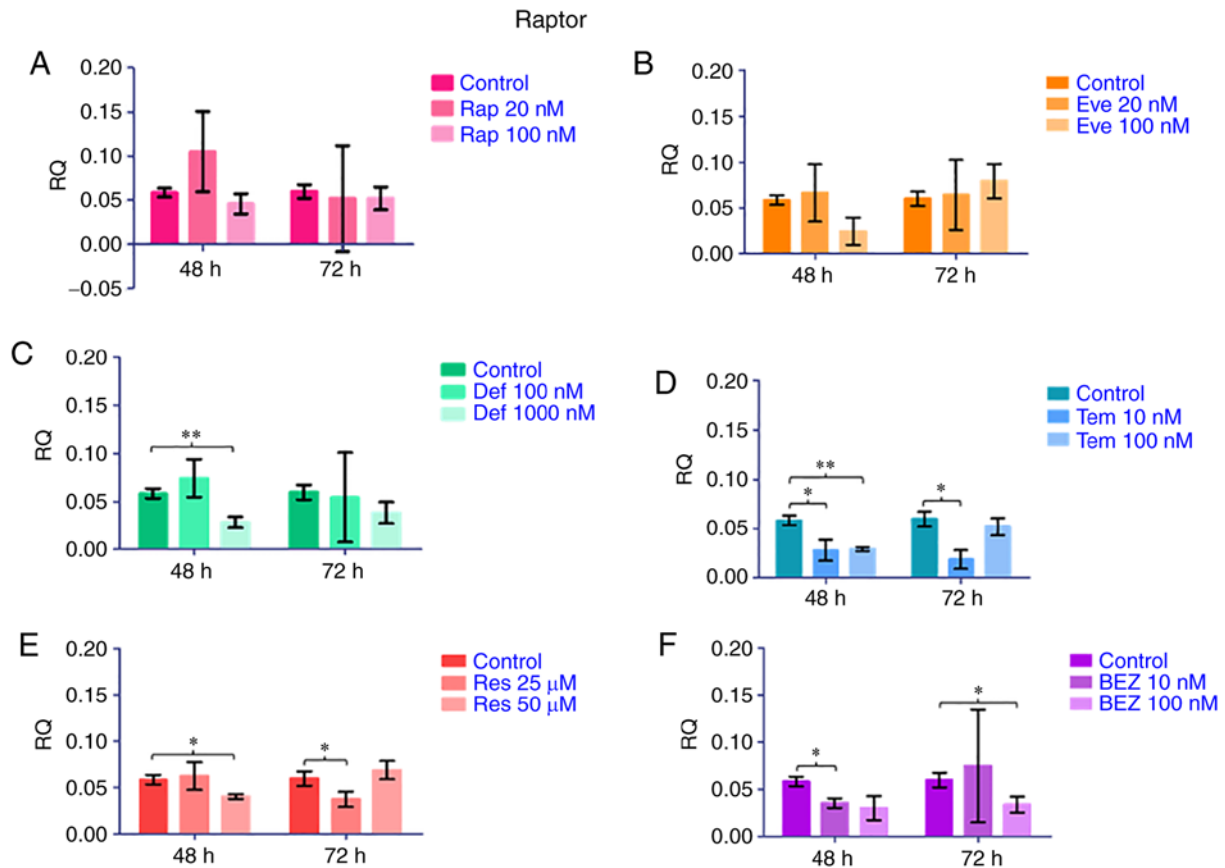 Raptor
A
0.20
0.15
0.10
0.05
0.00
−0.05
RQ
48 h
72 h
Control
Rap 20 nM
Rap 100 nM
B
0.20
0.15
0.10
0.05
0.00
RQ
48 h
72 h
Control
Eve 20 nM
Eve 100 nM
C
0.20
0.15
0.10
0.05
0.00
RQ
**
48 h
72 h
Control
Def 100 nM
Def 1000 nM
D
0.20
0.15
0.10
0.05
0.00
RQ
**
*
*
48 h
72 h
Control
Tem 10 nM
Tem 100 nM
E
0.20
0.15
0.10
0.05
0.00
RQ
*
*
48 h
72 h
Control
Res 25 µM
Res 50 µM
F
0.20
0.15
0.10
0.05
0.00
RQ
*
*
48 h
72 h
Control
BEZ 10 nM
BEZ 100 nM